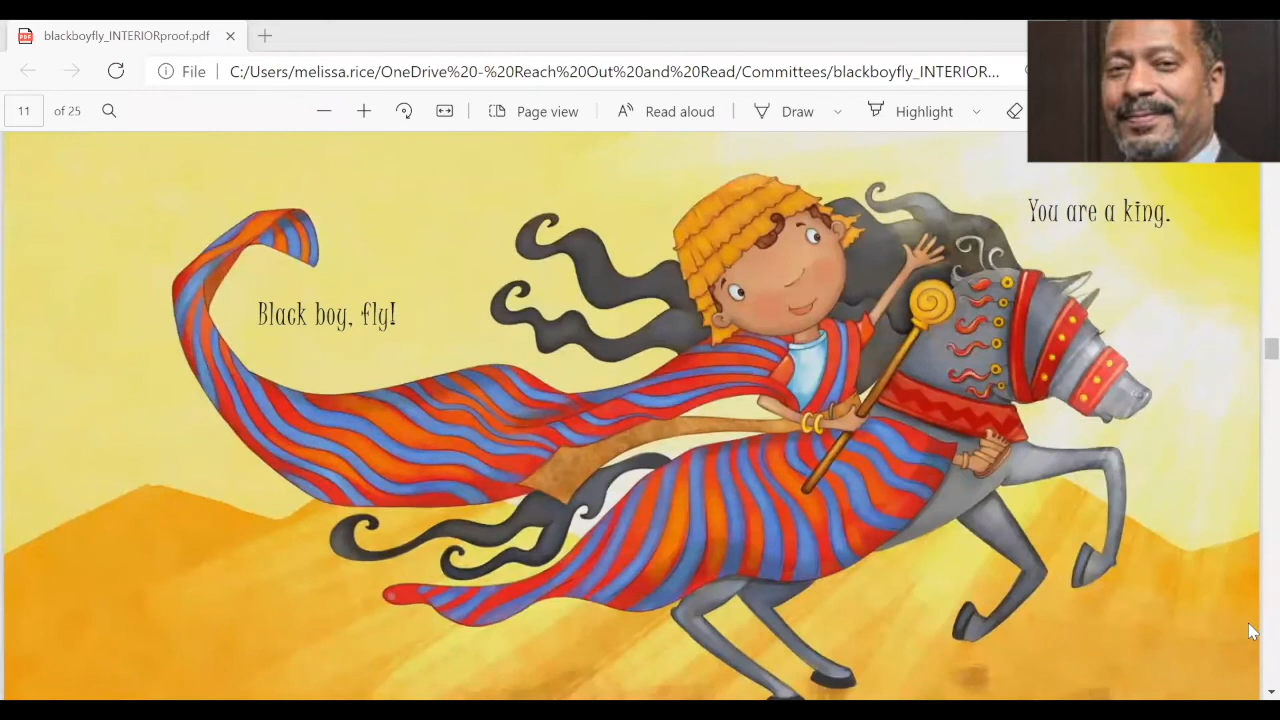 blackboyfly_INTERIORproof.pdf
File
C:/Users/melissa.rice/OneDrive%20-%20Reach%20Out%20and%20Read/Committees/blackboyfly_INTERIOR...
11 of 25
Page view
Read aloud
Draw
Highlight
You are a king.
Black boy, fly!